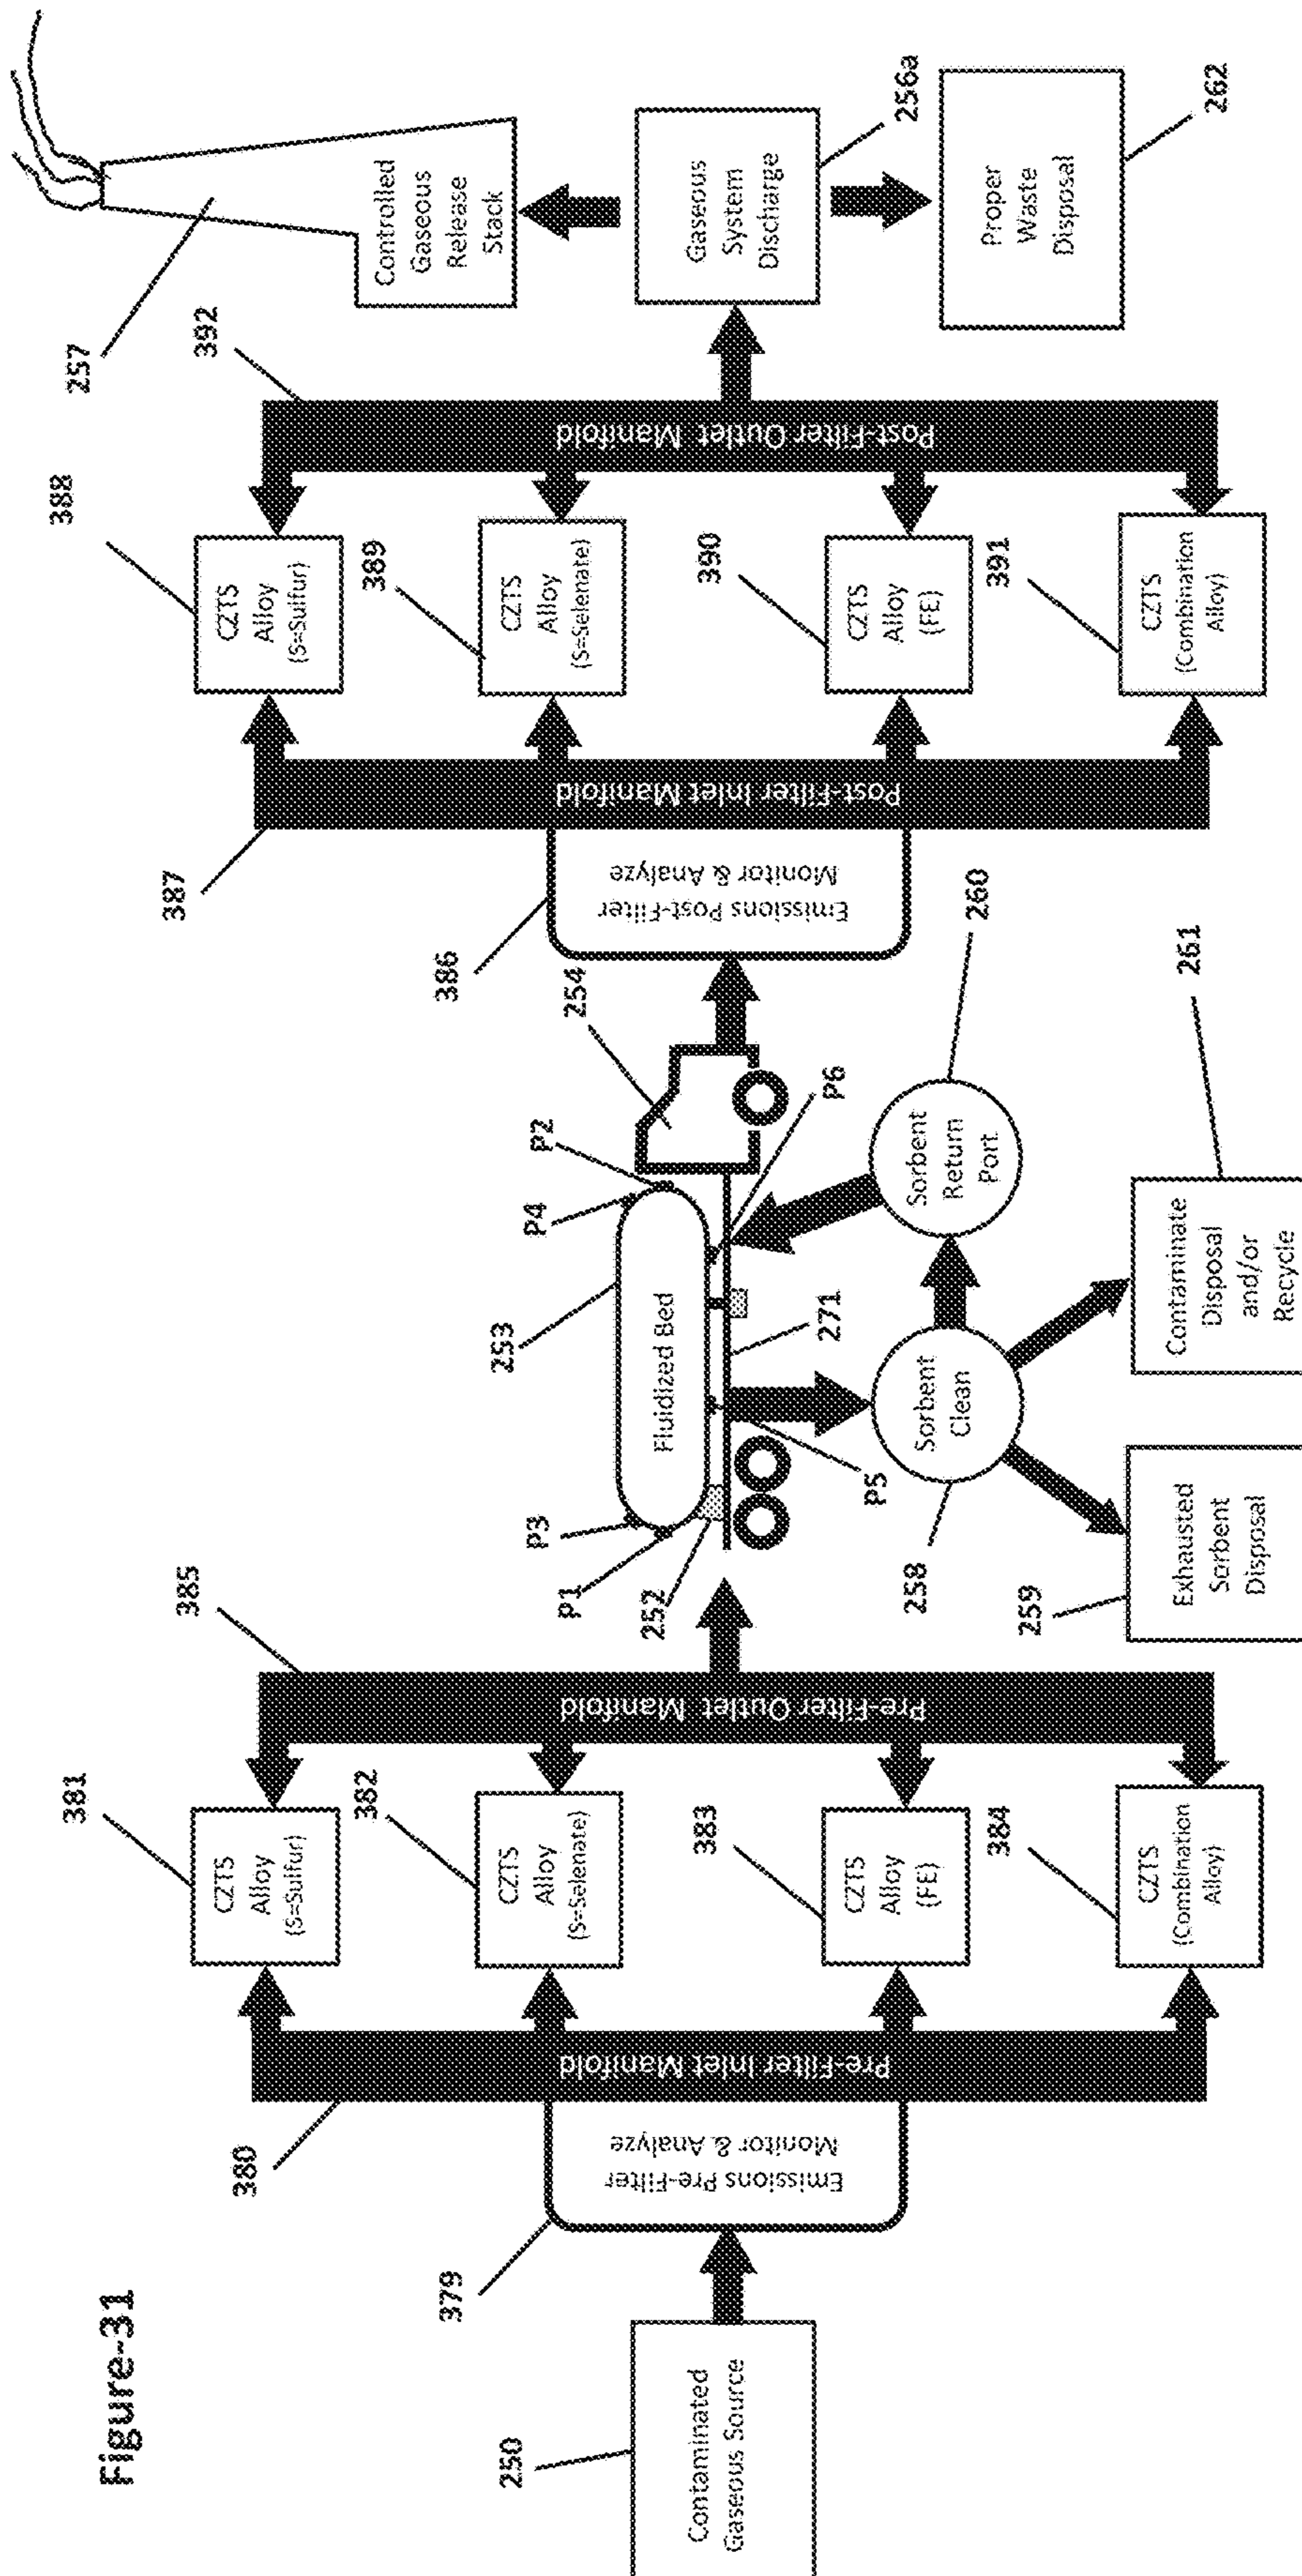 Figure-31
250
Contaminated
Gaseous Source
379
Emissions Pre-Filter
Monitor & Analyze
380
Pre-Filter Inlet Manifold
381
CZTS
Alloy
(S=Sulfur)
382
CZTS
Alloy
(S=Selenate)
383
CZTS
Alloy
(FE)
384
CZTS
(Combination
Alloy)
385
Pre-Filter Outlet Manifold
P1
P3
252
253
Fluidized Bed
P4
P2
254
271
P5
P6
258
Sorbent
Clean
259
Exhausted
Sorbent
Disposal
260
Sorbent
Return
Port
261
Contaminate
Disposal
and/or
Recycle
386
Emissions Post-Filter
Monitor & Analyze
387
Post-Filter Inlet Manifold
388
CZTS
Alloy
(S=Sulfur)
389
CZTS
Alloy
(S=Selenate)
390
CZTS
Alloy
(FE)
391
CZTS
(Combination
Alloy)
392
Post-Filter Outlet Manifold
257
Controlled
Gaseous
Release
Stack
Gaseous
System
Discharge
256a
Proper
Waste
Disposal
262